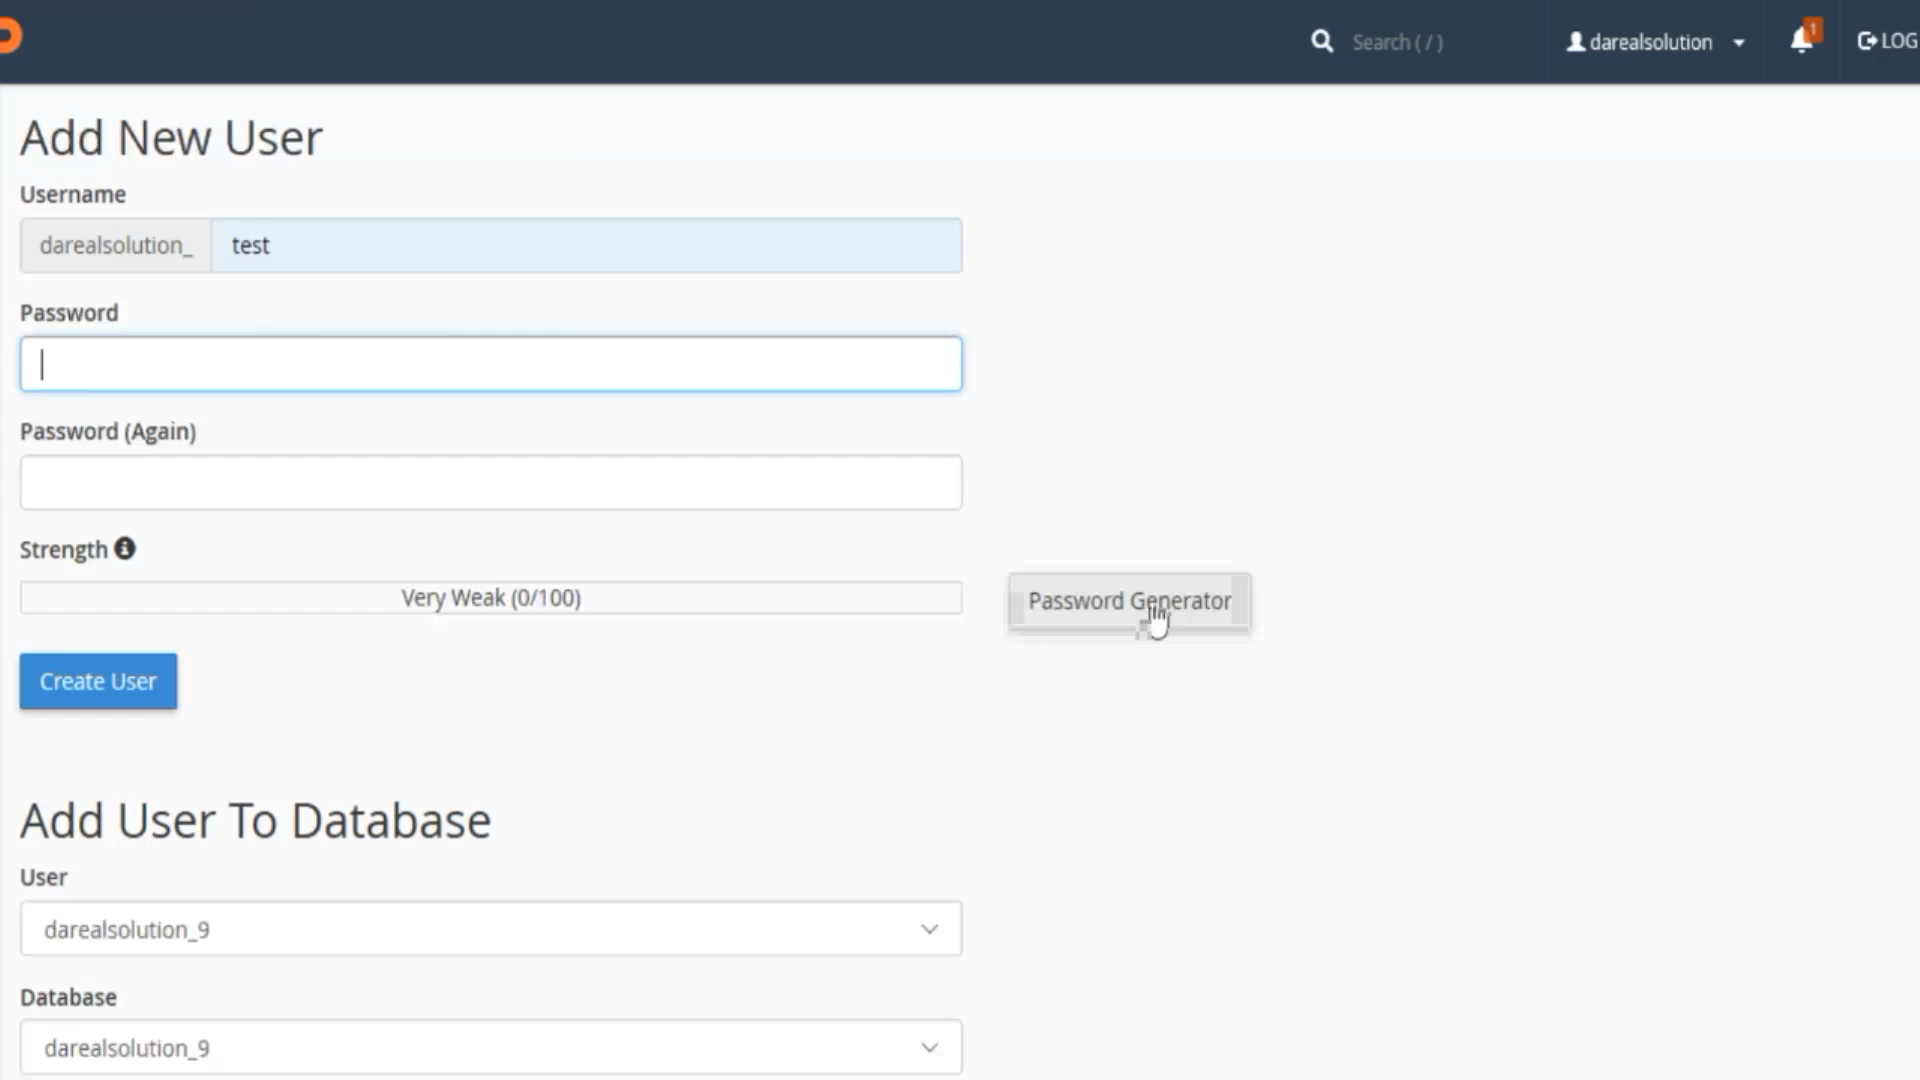 Search ( / )
darealsolution
1
LOG
Add New User
Username
darealsolution_ test
Password
Password (Again)
Strength
Very Weak (0/100)
Password Generator
Create User
Add User To Database
User
darealsolution_9
Database
darealsolution_9